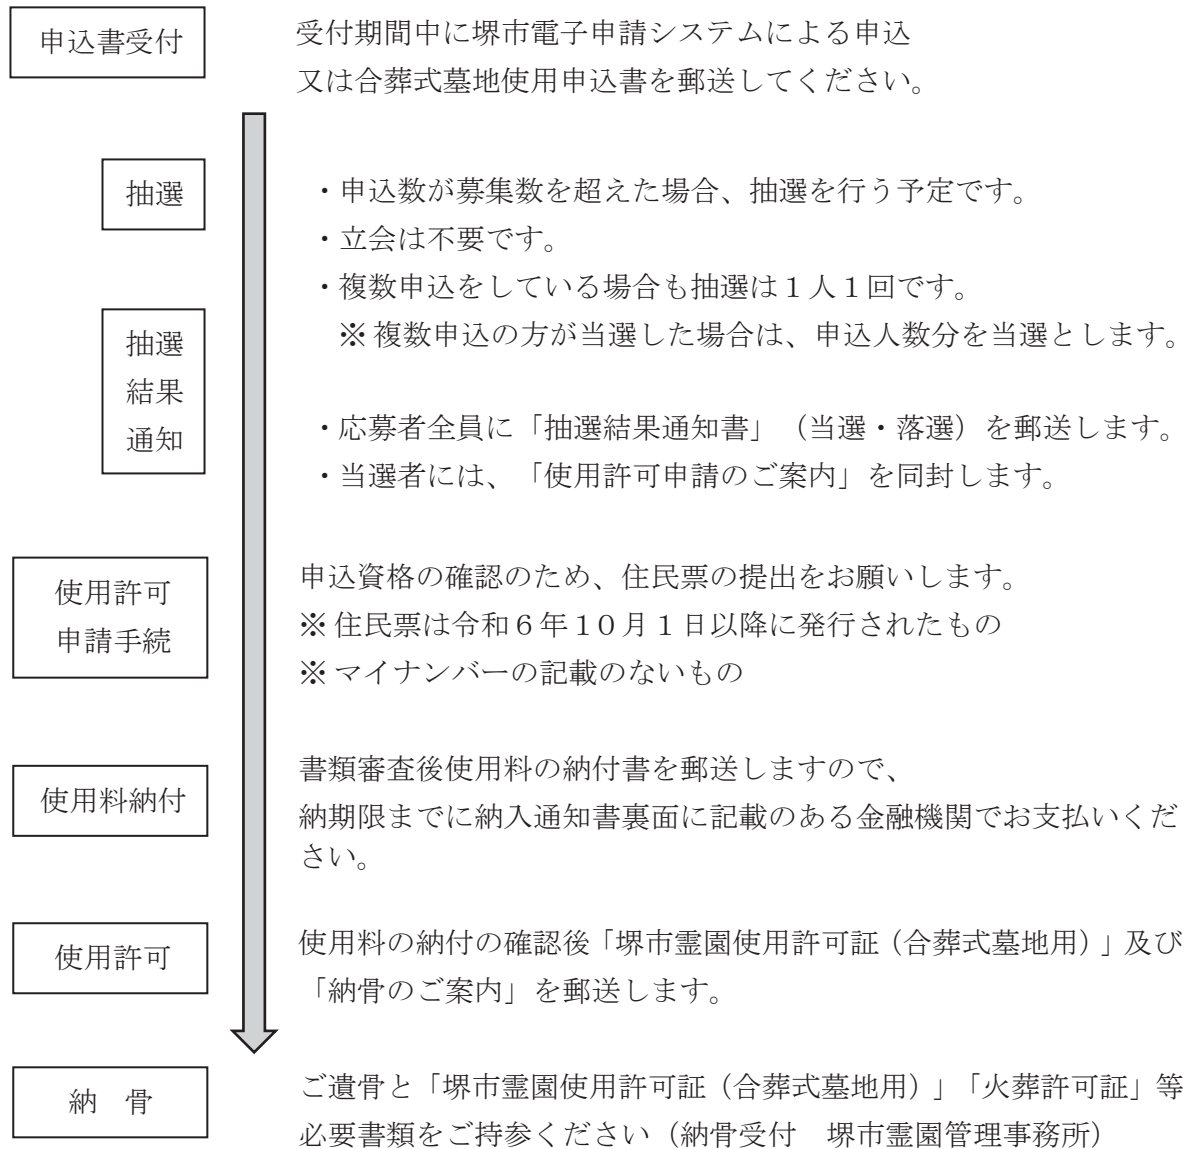 申込書受付
受付期間中に堺市電子申請システムによる申込
又は合葬式墓地使用申込書を郵送してください。
抽選
・申込数が募集数を超えた場合、抽選を行う予定です。
・立会は不要です。
・複数申込をしている場合も抽選は１人１回です。
※複数申込の方が当選した場合は、申込人数分を当選とします。
抽選
結果
通知
・応募者全員に「抽選結果通知書」（当選・落選）を郵送します。
・当選者には、「使用許可申請のご案内」を同封します。
使用許可
申請手続
申込資格の確認のため、住民票の提出をお願いします。
※住民票は令和６年１０月１日以降に発行されたもの
※マイナンバーの記載のないもの
使用料納付
書類審査後使用料の納付書を郵送しますので、
納期限までに納入通知書裏面に記載のある金融機関でお支払いくだ
さい。
使用許可
使用料の納付の確認後「堺市霊園使用許可証（合葬式墓地用）」及び
「納骨のご案内」を郵送します。
納　骨
ご遺骨と「堺市霊園使用許可証（合葬式墓地用）」「火葬許可証」等
必要書類をご持参ください（納骨受付　堺市霊園管理事務所）